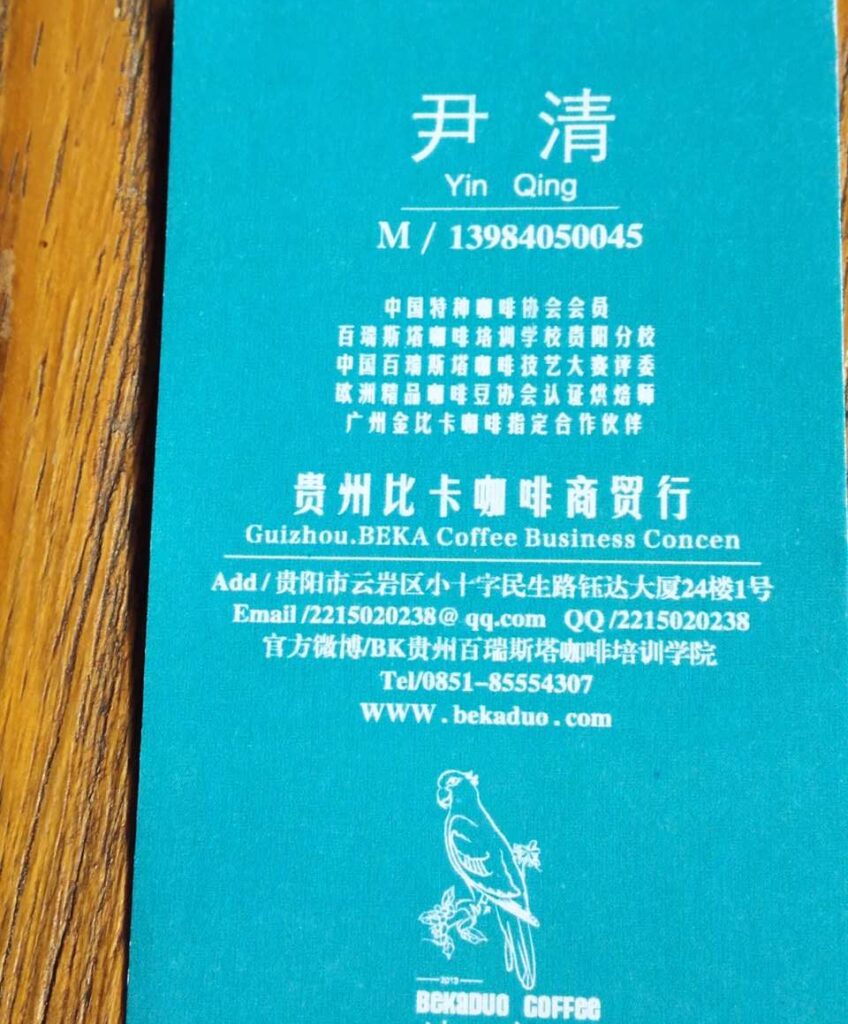 尹 清
Yin Qing
M / 13984050045
中国特种咖啡协会会员
百瑞斯塔咖啡培训学校贵阳分校
中国百瑞斯塔咖啡技艺大赛评委
欧洲精品咖啡豆协会认证烘焙师
广州金比卡咖啡指定合作伙伴
贵州比卡咖啡商贸行
Guizhou.BEKA Coffee Business Concen
Add / 贵阳市云岩区小十字民生路钰达大厦24楼1号
Email /2215020238@ qq.com QQ /2215020238
官方微博/BK贵州百瑞斯塔咖啡培训学院
Tel/0851-85554307
WWW . bekaduo . com
2013
BEKADUO COFFEE